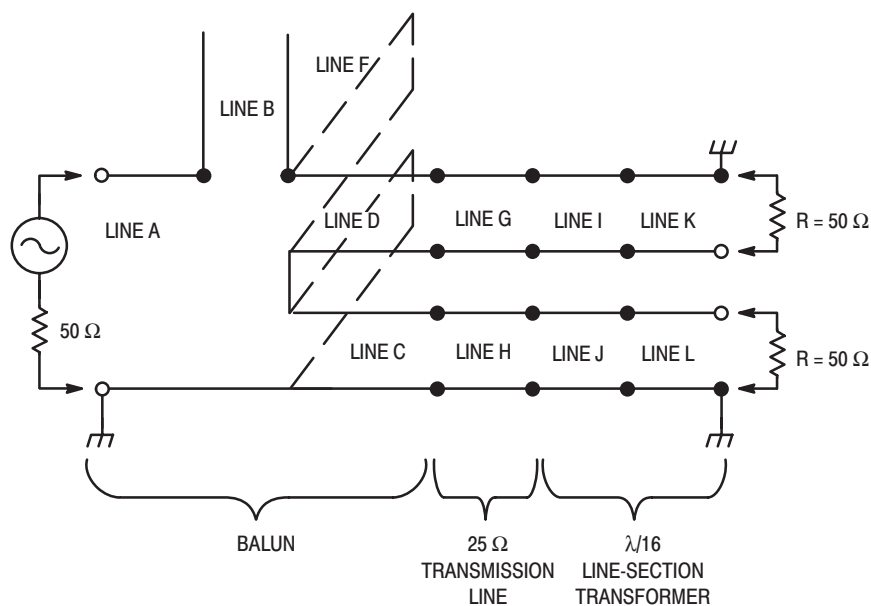 LINE F
LINE B
LINE A
LINE D
LINE G
LINE I
LINE K
R = 50 Ω
50 Ω
LINE C
LINE H
LINE J
LINE L
R = 50 Ω
BALUN
25 Ω
TRANSMISSION
LINE
λ/16
LINE-SECTION
TRANSFORMER